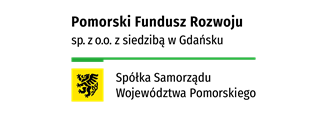 Pomorski Fundusz Rozwoju
sp. z o.o. z siedzibą w Gdańsku
Spółka Samorządu
Województwa Pomorskiego